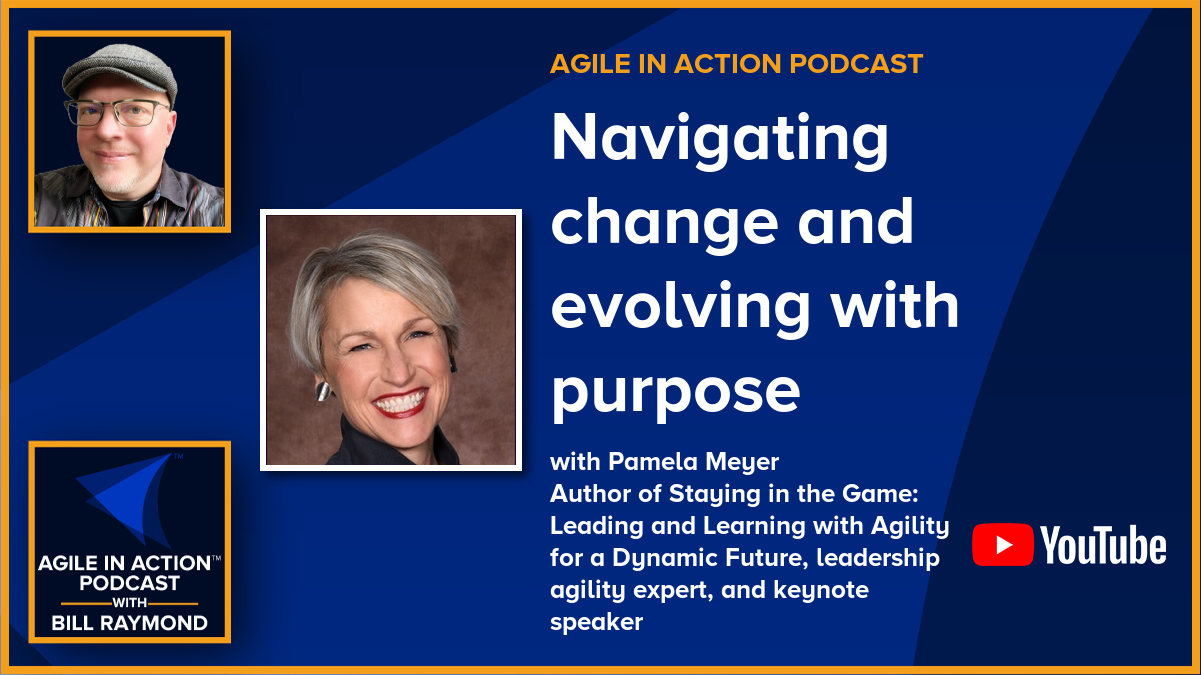 AGILE IN ACTION PODCAST
Navigating
change and
evolving with
purpose
with Pamela Meyer
Author of Staying in the Game:
Leading and Learning with Agility
for a Dynamic Future, leadership
agility expert, and keynote
speaker
YouTube
TM
AGILE IN ACTION™
PODCAST
WITH
BILL RAYMOND